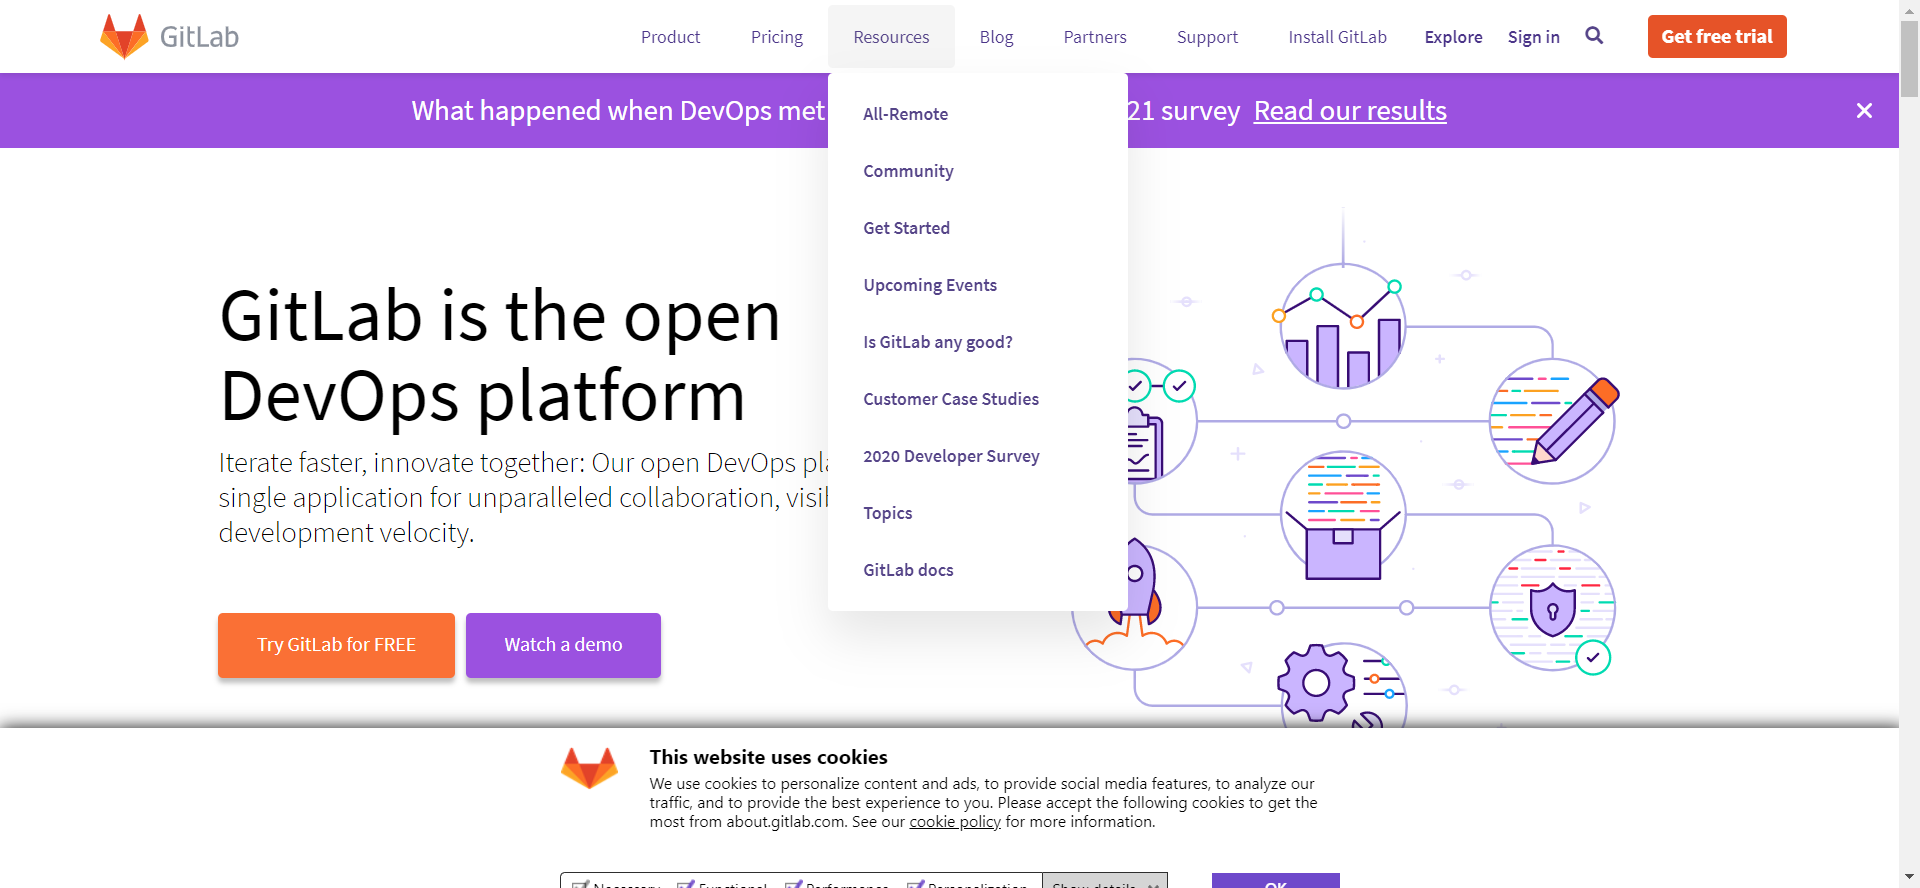 GitLab
Product Pricing Resources Blog Partners Support Install GitLab Explore Sign in Get free trial
What happened when DevOps met 21 survey Read our results
All-Remote
Community
Get Started
Upcoming Events
Is GitLab any good?
Customer Case Studies
2020 Developer Survey
Topics
GitLab docs
GitLab is the open
DevOps platform
Iterate faster, innovate together: Our open DevOps
single application for unparalleled collaboration,
development velocity.
Try GitLab for FREE Watch a demo
This website uses cookies
We use cookies to personalize content and ads, to provide social media features, to analyze our
traffic, and to provide the best experience to you. Please accept the following cookies to get the
most from about.gitlab.com. See our cookie policy for more information.
Necessary Functional Performance Personalization Show details OK